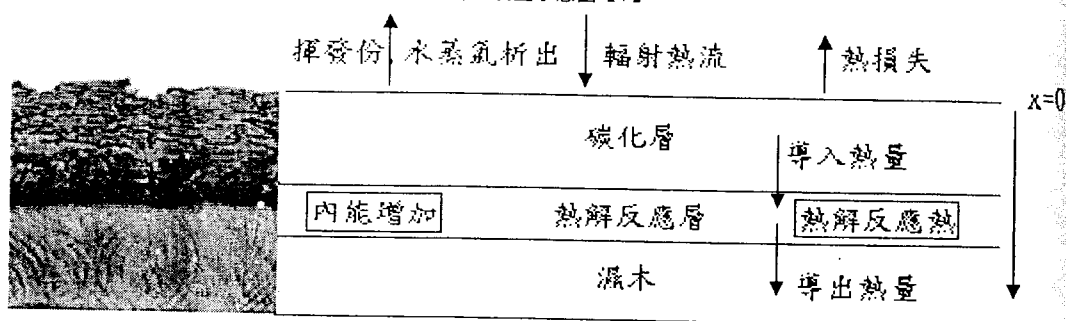 揮發份、水蒸氣析出 輻射熱流 熱損失
x=0
碳化層
導入熱量
內能增加 熱解反應層 熱解反應熱
濕木
導出熱量